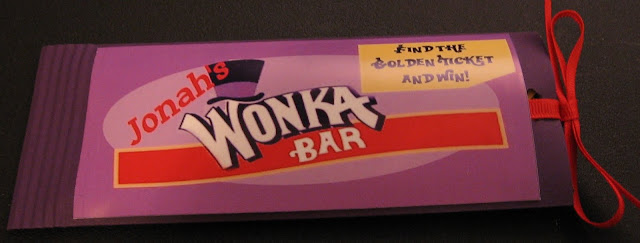 FIND THE
GOLDEN TICKET
AND WIN!
Jonah's
WONKA
BAR